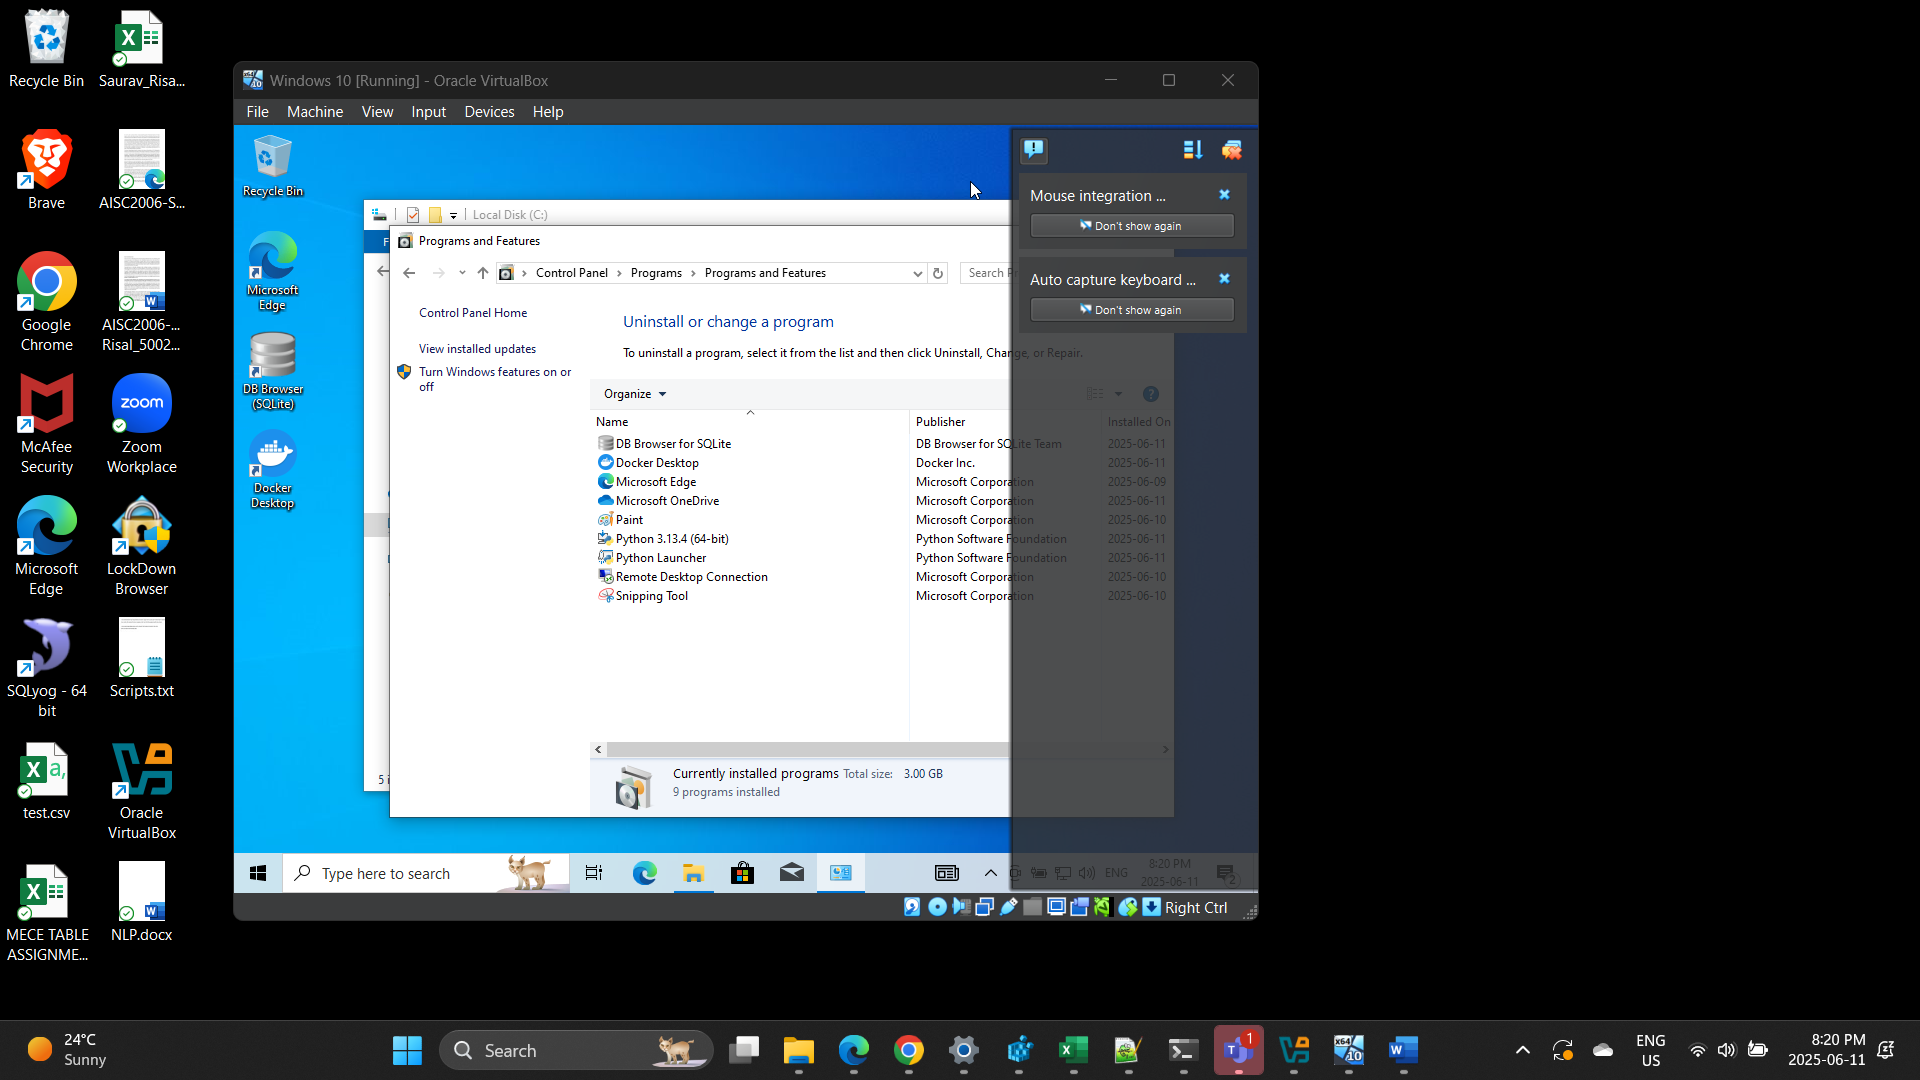 Recycle Bin
Saurav_Risa...
Brave
AISC2006-S...
Google
Chrome
AISC2006-...
Risal_5002...
McAfee
Security
Zoom
Workplace
zoom
Microsoft
Edge
LockDown
Browser
SQLyog - 64
bit
Scripts.txt
test.csv
Oracle
VirtualBox
MECE TABLE
ASSIGNME...
NLP.docx
Windows 10 [Running] - Oracle VirtualBox
File Machine View Input Devices Help
Recycle Bin
Microsoft
Edge
DB Browser
(SQLite)
Docker
Desktop
Local Disk (C:)
F
Programs and Features
Control Panel Programs Programs and Features
Search P
Control Panel Home
View installed updates
Turn Windows features on or
off
Uninstall or change a program
To uninstall a program, select it from the list and then click Uninstall, Change, or Repair.
Organize
Name Publisher Installed On
DB Browser for SQLite DB Browser for SQLite Team 2025-06-11
Docker Desktop Docker Inc. 2025-06-11
Microsoft Edge Microsoft Corporation 2025-06-09
Microsoft OneDrive Microsoft Corporation 2025-06-11
Paint Microsoft Corporation 2025-06-10
Python 3.13.4 (64-bit) Python Software Foundation 2025-06-11
Python Launcher Python Software Foundation 2025-06-11
Remote Desktop Connection Microsoft Corporation 2025-06-10
Snipping Tool Microsoft Corporation 2025-06-10
5 i
Currently installed programs Total size: 3.00 GB
9 programs installed
Mouse integration ...
Don't show again
Auto capture keyboard ...
Don't show again
Type here to search
ENG
8:20 PM
2025-06-11
2
Right Ctrl
24°C
Sunny
Search
1
ENG
US
8:20 PM
2025-06-11